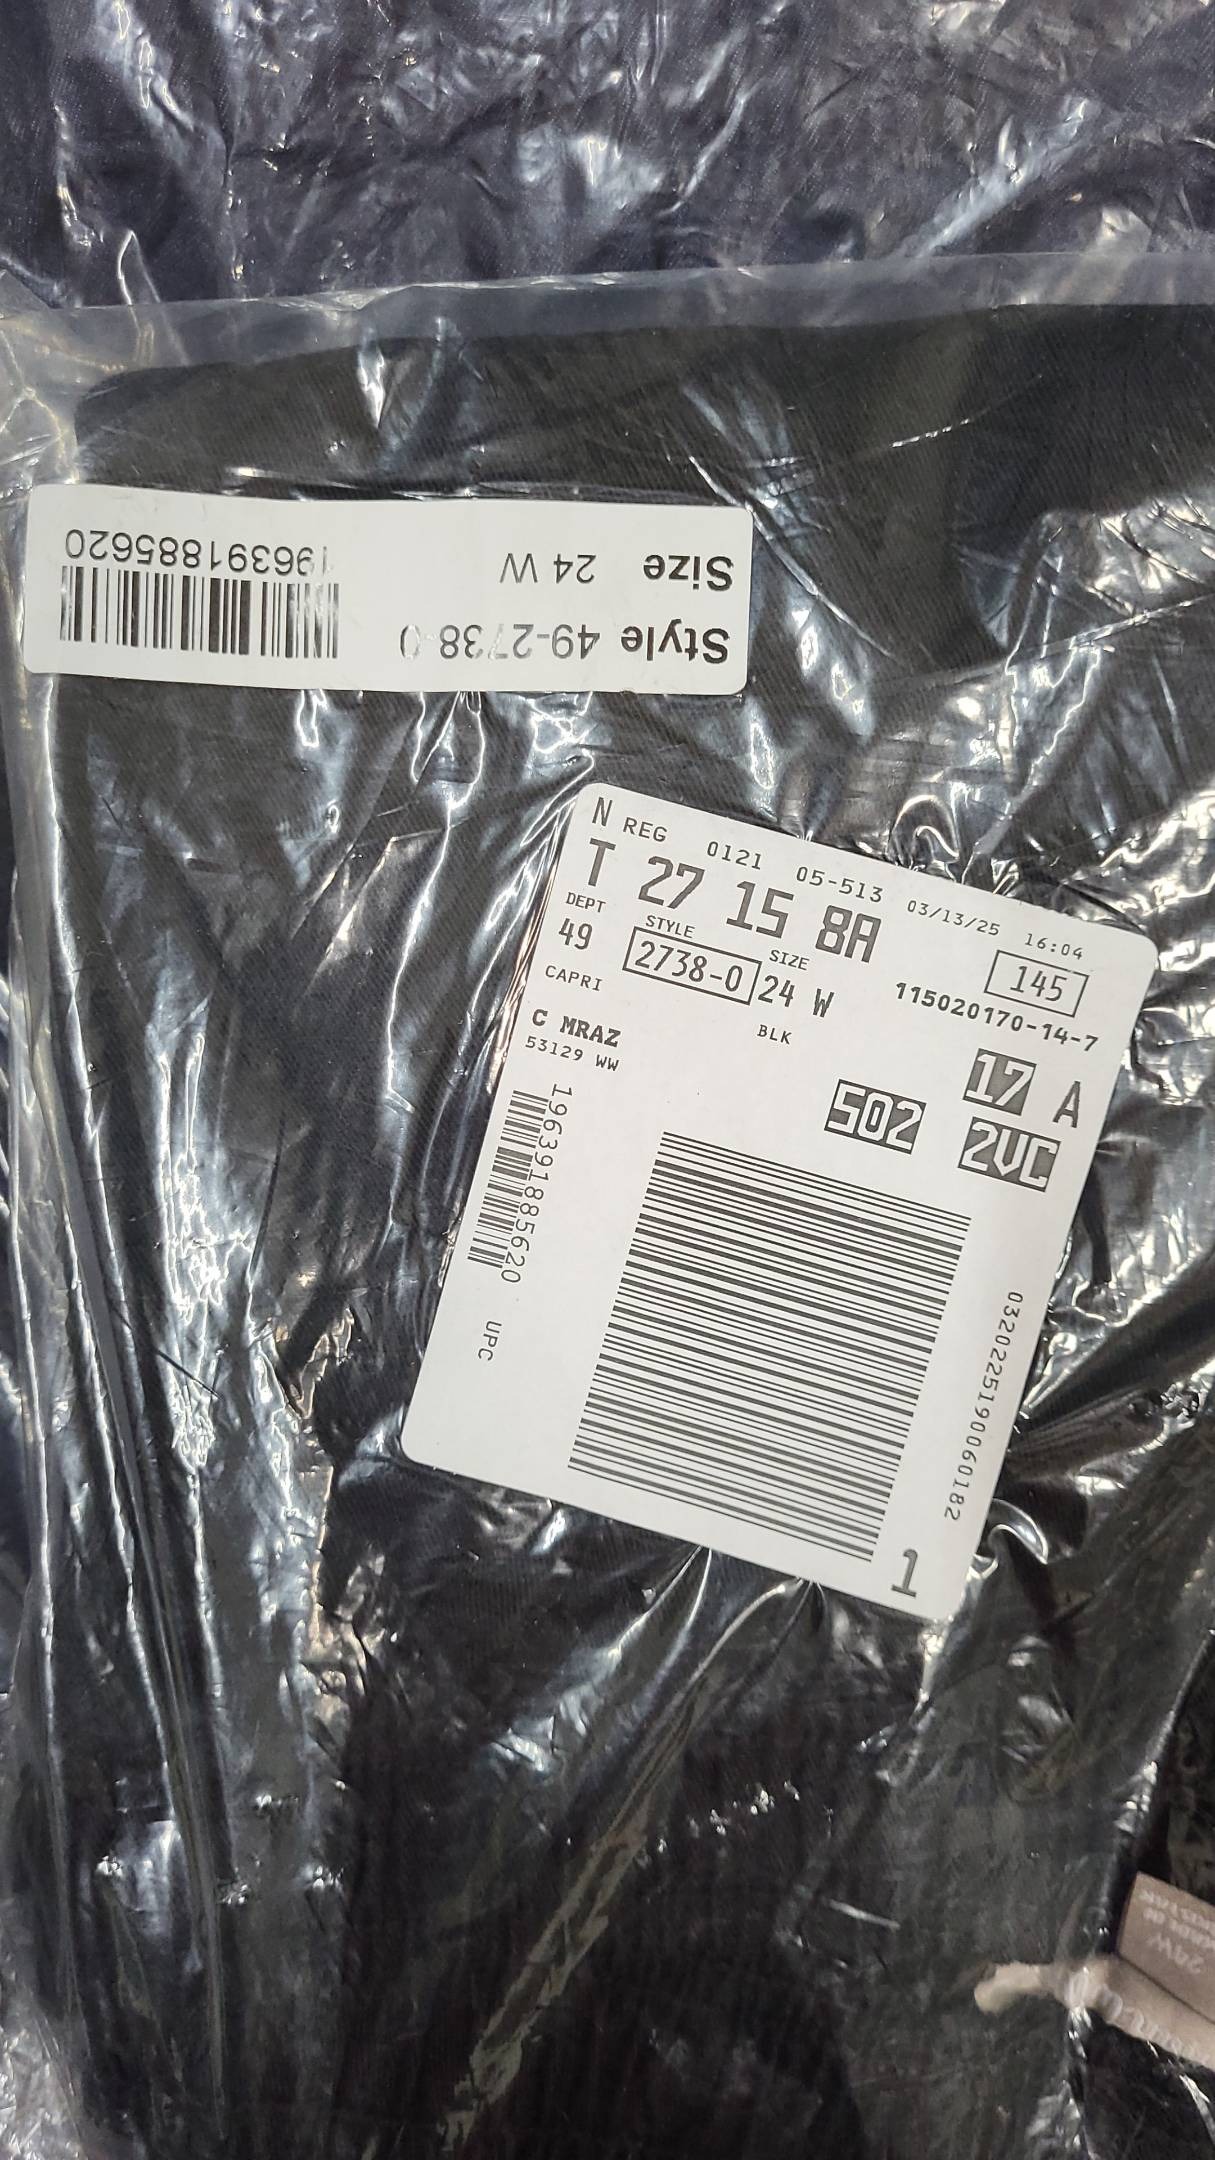 196391885620
Size 24 W
Style 49-2738-0
N REG 0121 05-513 03/13/25 16:04
T 27 15 8A 145
DEPT STYLE SIZE
49 2738-0 24 W 115020170-14-7
CAPRI BLK
C MRAZ 17 A
53129 WW 502 2VC
196391885620 UPC
0320225190060182
1
24W